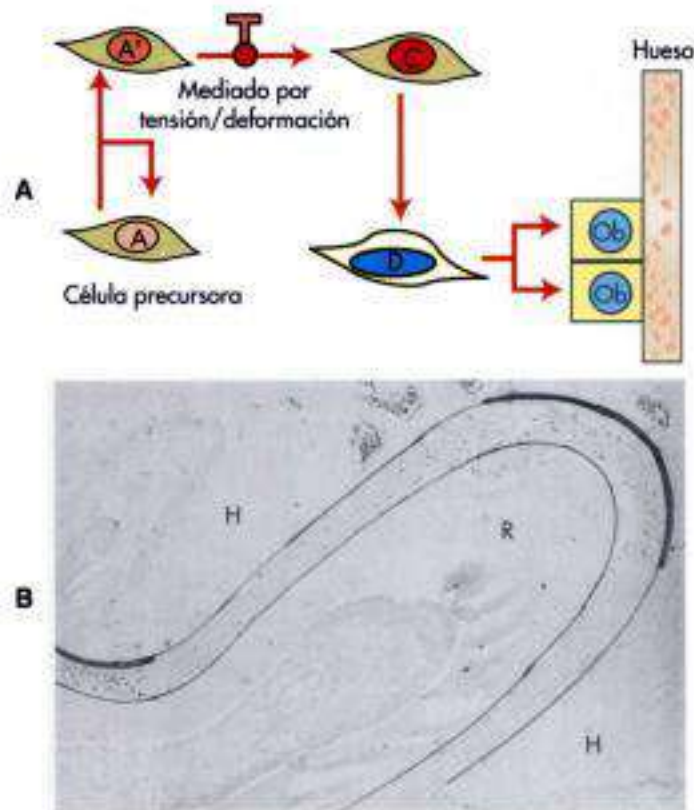 A'
T
C
Hueso
Mediado por
tensión/deformación
A
A
Célula precursora
D
Ob
Ob
H
R
B
H